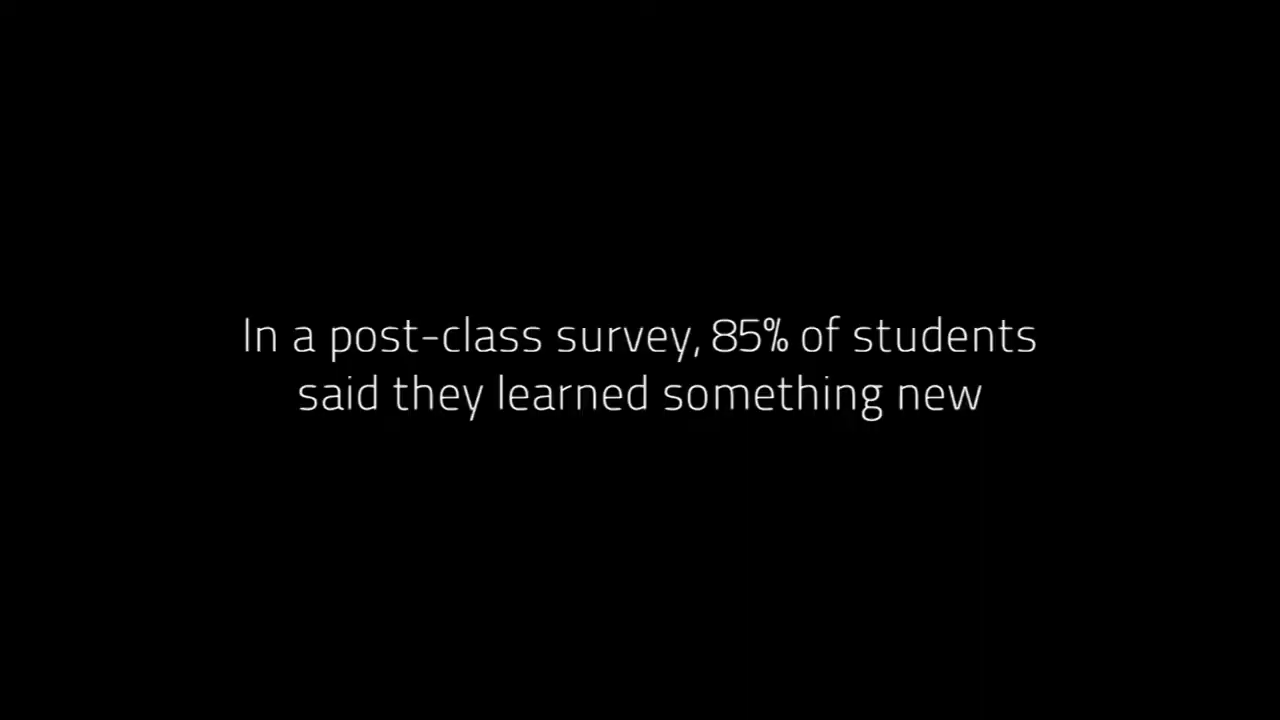 In a post-class survey, 85% of students
said they learned something new